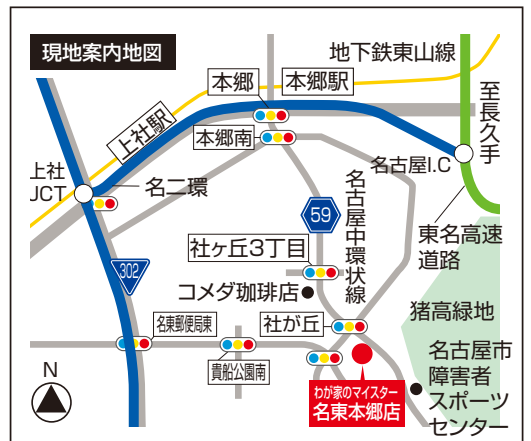 現地案内地図
地下鉄東山線
本郷
本郷駅
至長久手
上社駅
本郷南
上社
JCT
名二環
名古屋I.C
59
名古屋中環状線
東名高速
道路
社ヶ丘3丁目
302
コメダ珈琲店
猪高緑地
名東郵便局東
社が丘
貴船公園南
名古屋市
障害者
スポーツ
センター
N
わが家のマイスター
名東本郷店